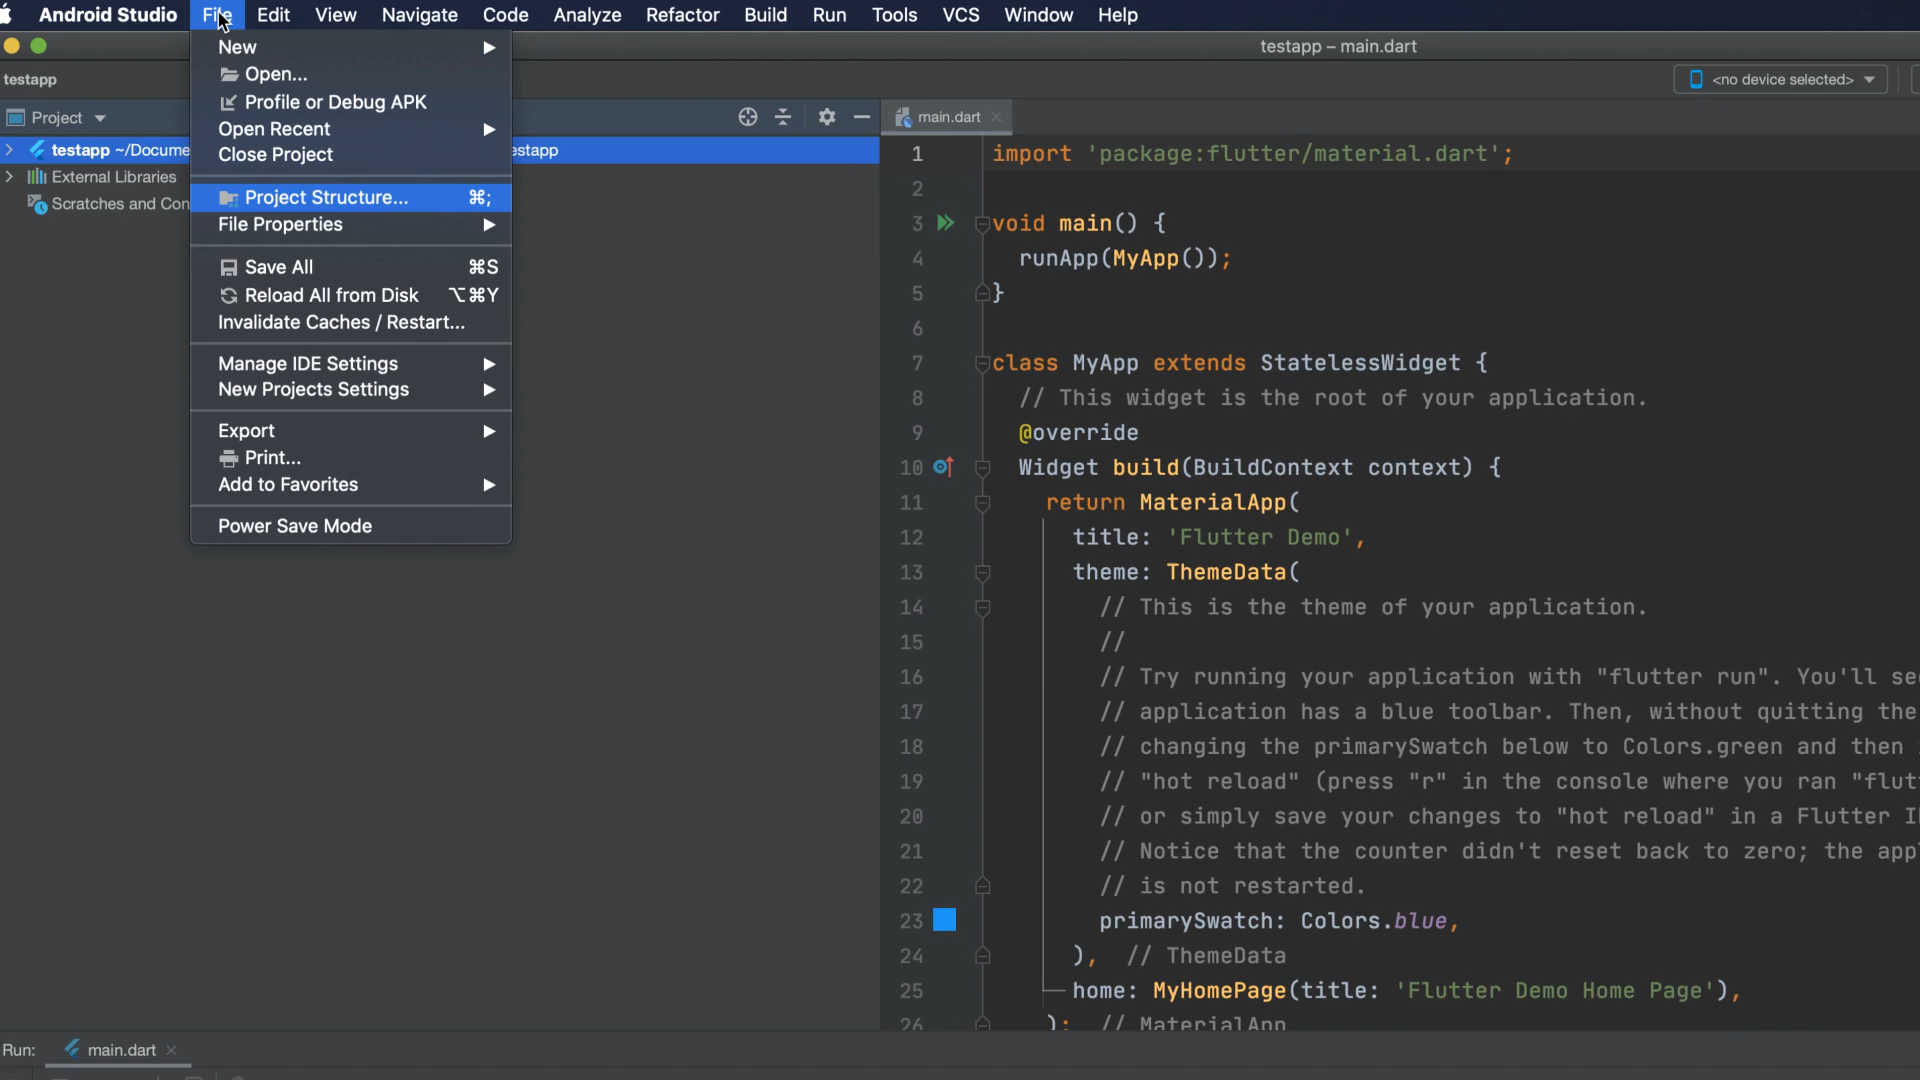 Android Studio File Edit View Navigate Code Analyze Refactor Build Run Tools VCS Window Help
testapp – main.dart
testapp
<no device selected>
Project
testapp ~/Docume
estapp
External Libraries
Scratches and Con
New
Open...
Profile or Debug APK
Open Recent
Close Project
Project Structure... ⌘;
File Properties
Save All ⌘S
Reload All from Disk ⌥⌘Y
Invalidate Caches / Restart...
Manage IDE Settings
New Projects Settings
Export
Print...
Add to Favorites
Power Save Mode
main.dart
1 import 'package:flutter/material.dart';
2
3 void main() {
4 runApp(MyApp());
5 }
6
7 class MyApp extends StatelessWidget {
8 // This widget is the root of your application.
9 @override
10 Widget build(BuildContext context) {
11 return MaterialApp(
12 title: 'Flutter Demo',
13 theme: ThemeData(
14 // This is the theme of your application.
15 //
16 // Try running your application with "flutter run". You'll se
17 // application has a blue toolbar. Then, without quitting the
18 // changing the primarySwatch below to Colors.green and then
19 // "hot reload" (press "r" in the console where you ran "flut
20 // or simply save your changes to "hot reload" in a Flutter I
21 // Notice that the counter didn't reset back to zero; the app
22 // is not restarted.
23 primarySwatch: Colors.blue,
24 ), // ThemeData
25 home: MyHomePage(title: 'Flutter Demo Home Page'),
26 ); // MaterialApp
Run: main.dart